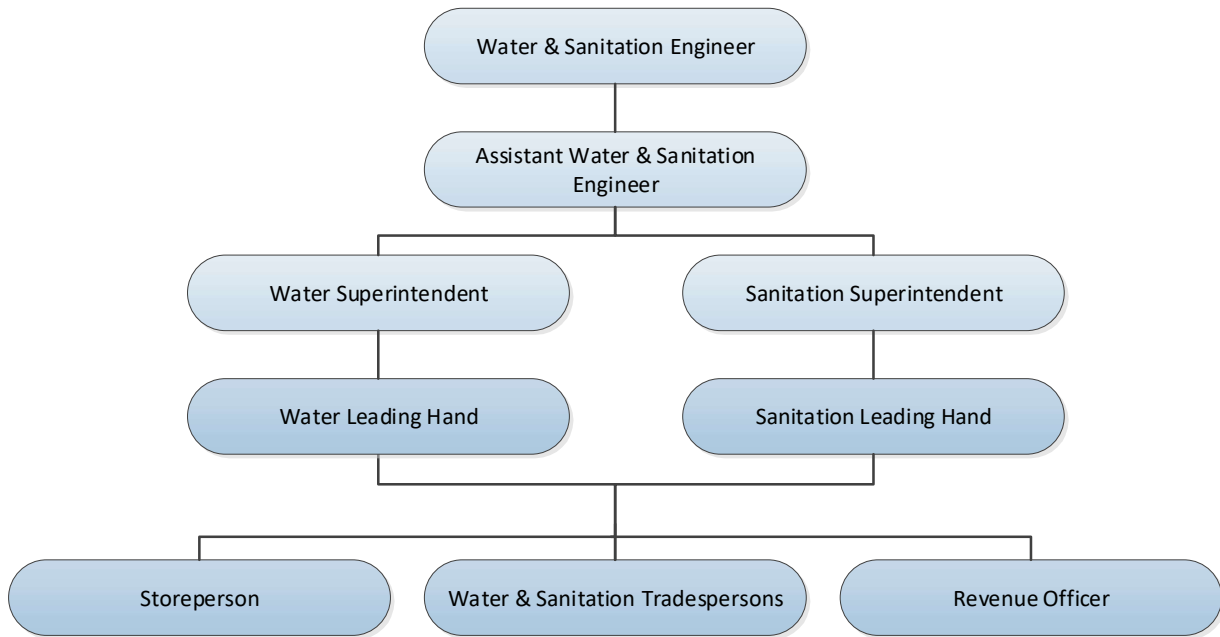 Water & Sanitation Engineer
Assistant Water & Sanitation
Engineer
Water Superintendent
Sanitation Superintendent
Water Leading Hand
Sanitation Leading Hand
Storeperson
Water & Sanitation Tradespersons
Revenue Officer